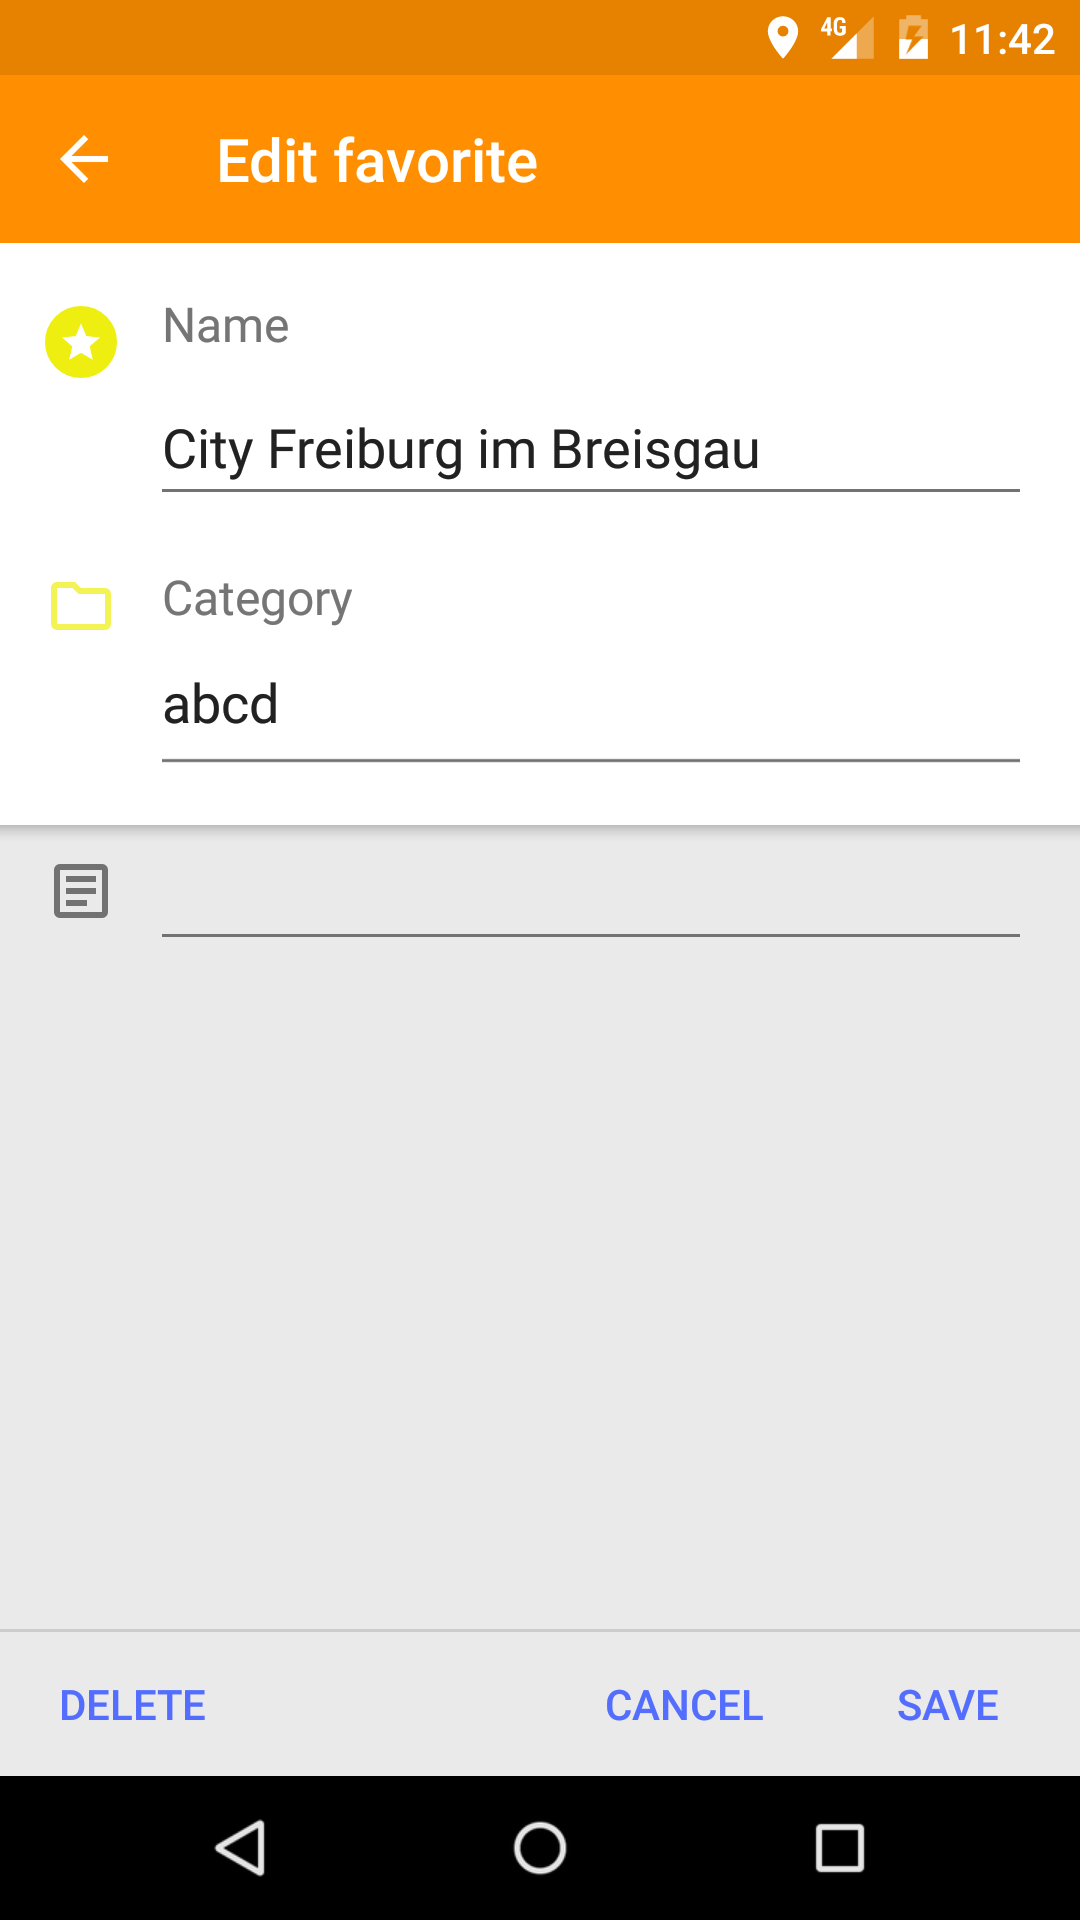 4G 11:42
Edit favorite
Name
City Freiburg im Breisgau
Category
abcd
DELETE CANCEL SAVE